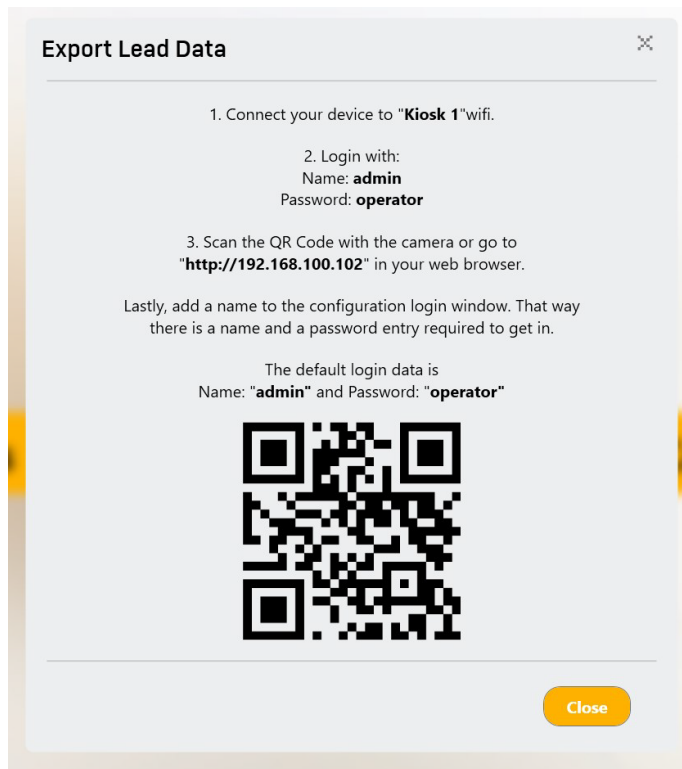 Export Lead Data
1. Connect your device to "Kiosk 1"wifi.
2. Login with:
Name: admin
Password: operator
3. Scan the QR Code with the camera or go to
"http://192.168.100.102" in your web browser.
Lastly, add a name to the configuration login window. That way
there is a name and a password entry required to get in.
The default login data is
Name: "admin" and Password: "operator"
Close